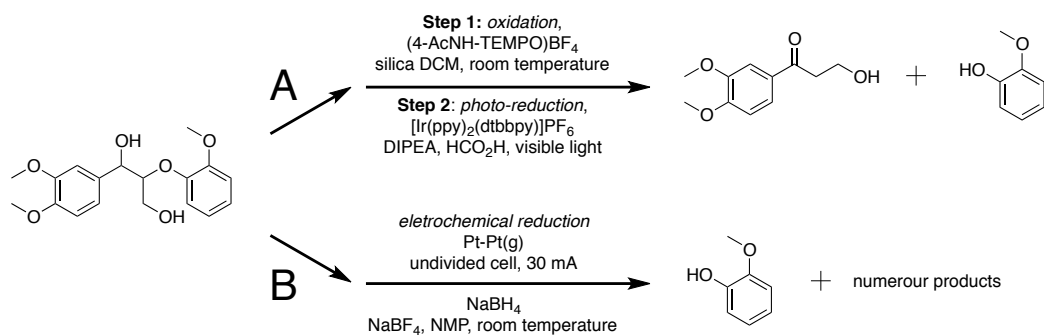 A
Step 1: oxidation,
(4-AcNH-TEMPO)BF4
silica DCM, room temperature
Step 2: photo-reduction,
[Ir(ppy)2(dtbbpy)]PF6
DIPEA, HCO2H, visible light
O
O
O
OH
+
O
HO
OH
O
O
O
O
OH
B
eletrochemical reduction
Pt-Pt(g)
undivided cell, 30 mA
NaBH4
NaBF4, NMP, room temperature
O
HO
+
numerour products